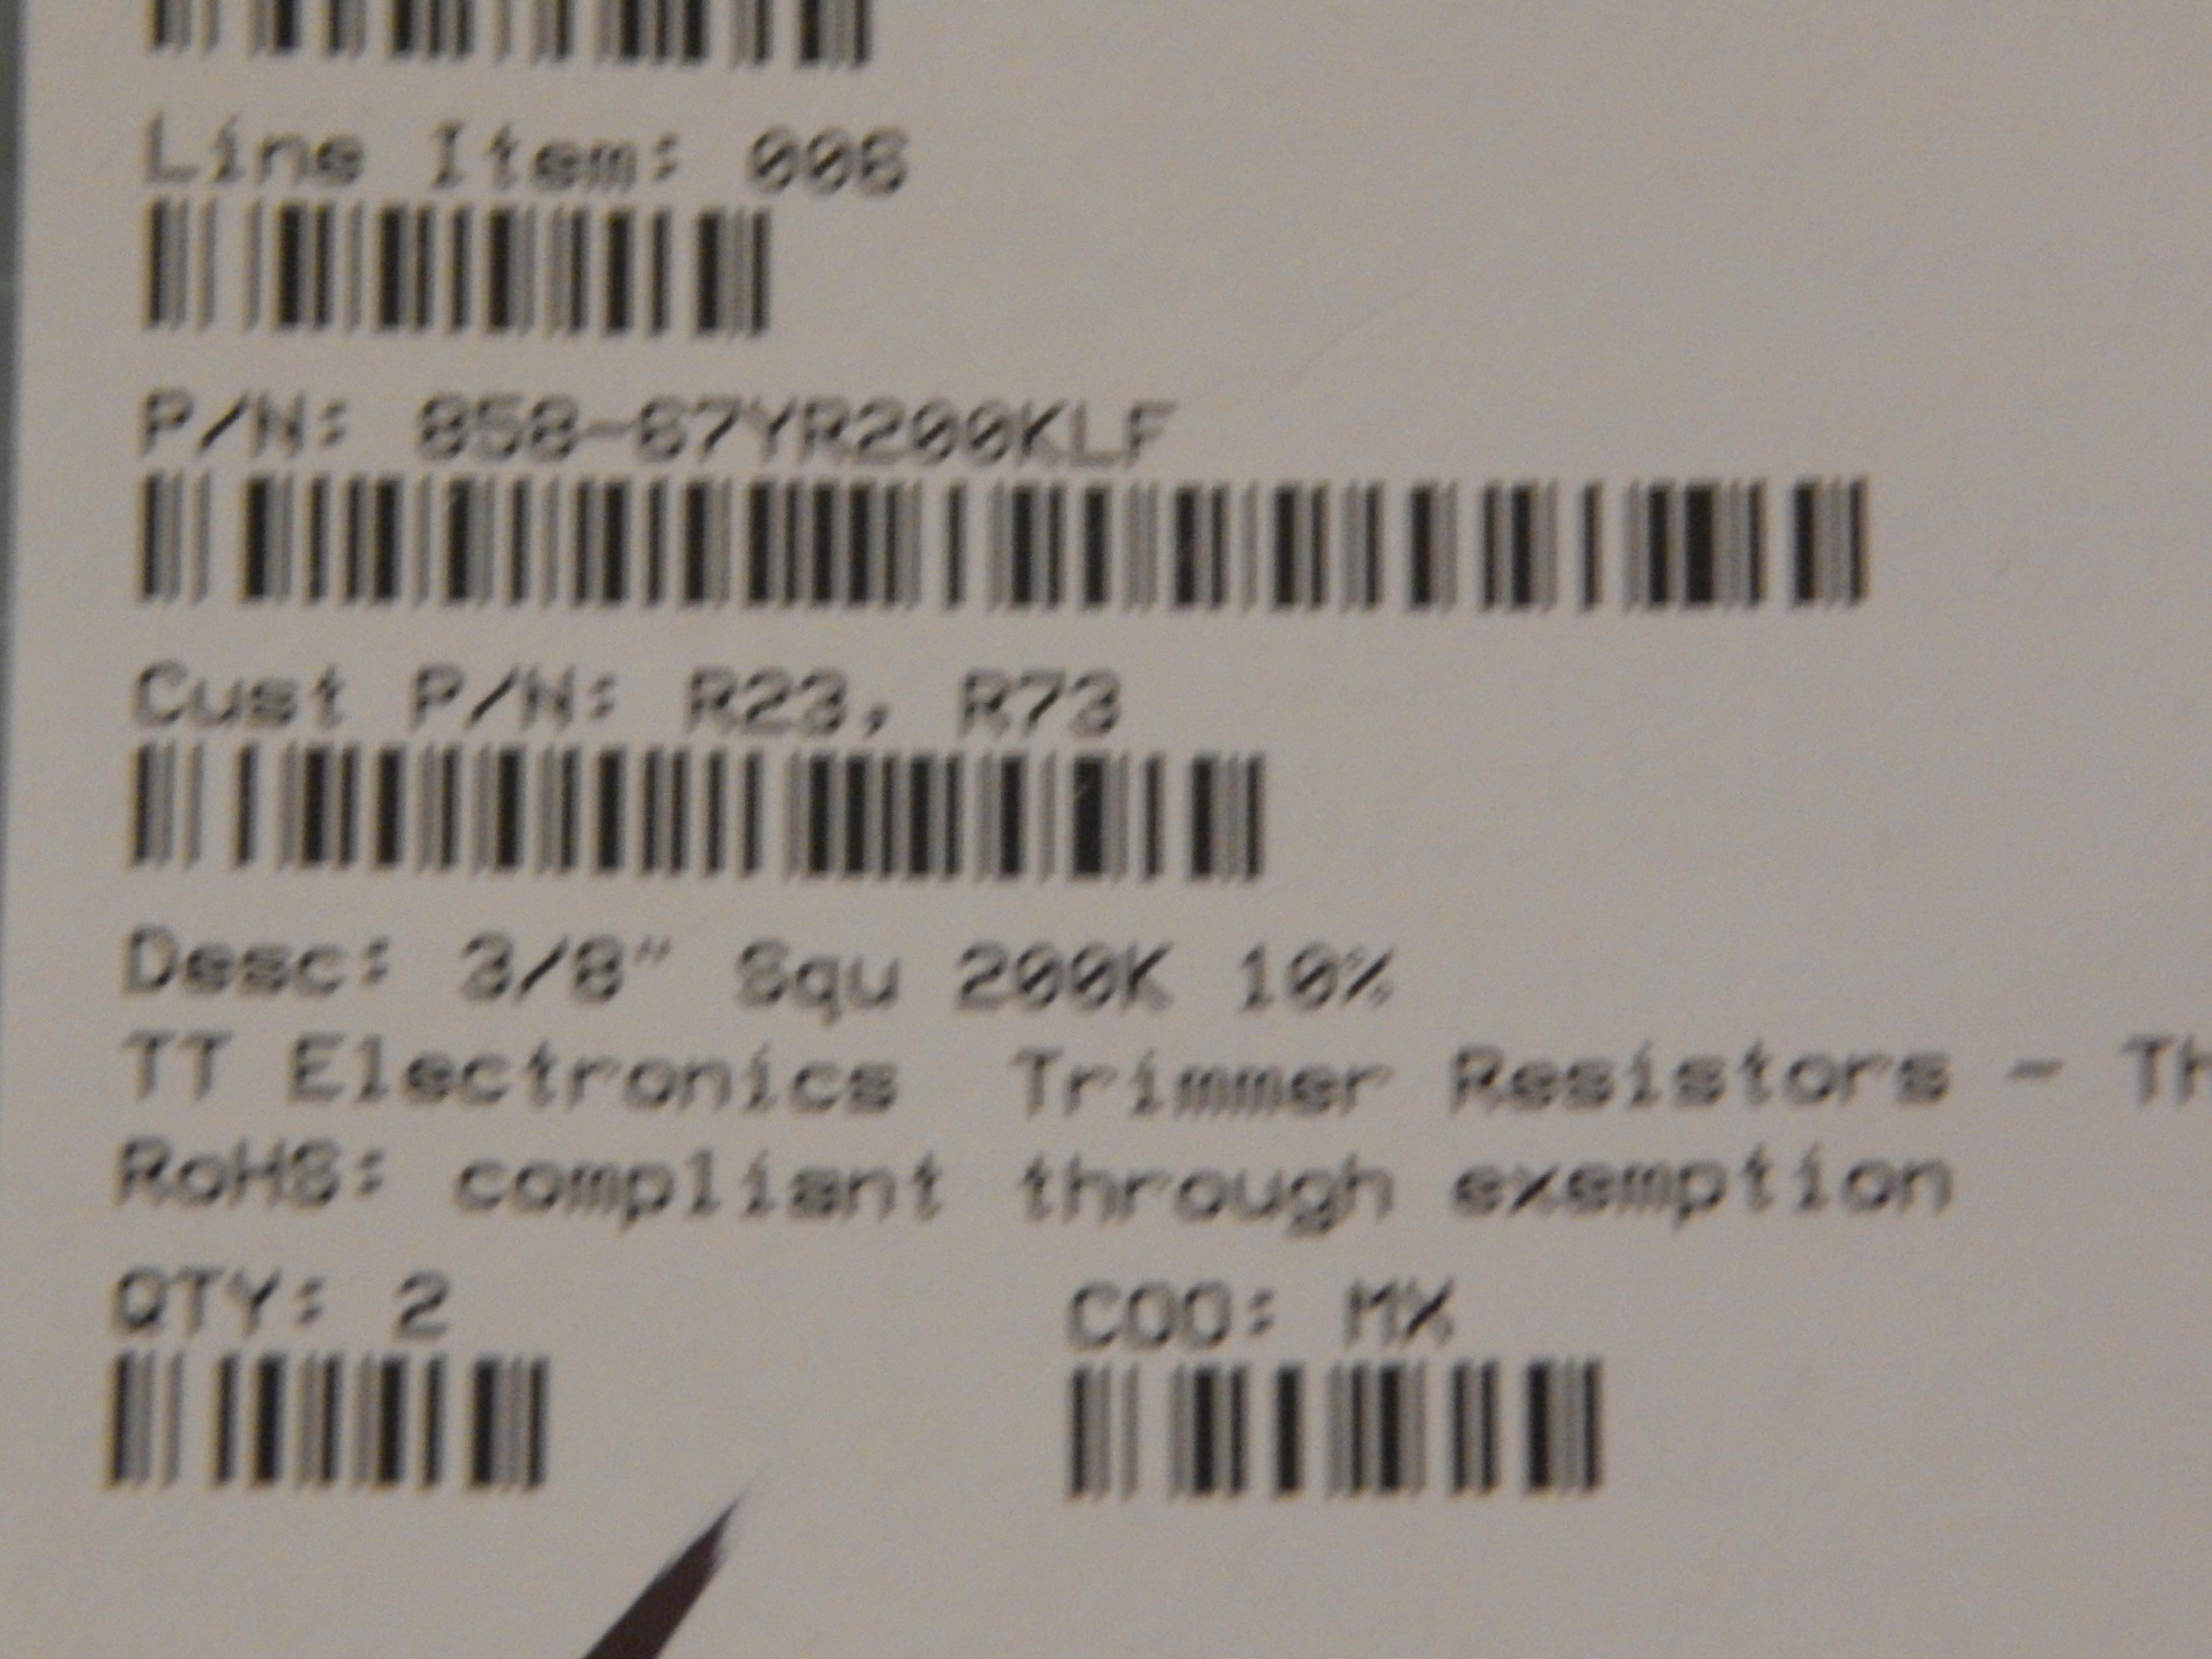 Line Item: 006
P/N: 858-67YR200KLF
Cust P/N: R23, R73
Desc: 3/8" Squ 200K 10%
TT Electronics Trimmer Resistors - Th
RoHS: compliant through exemption
QTY: 2 COO: MX